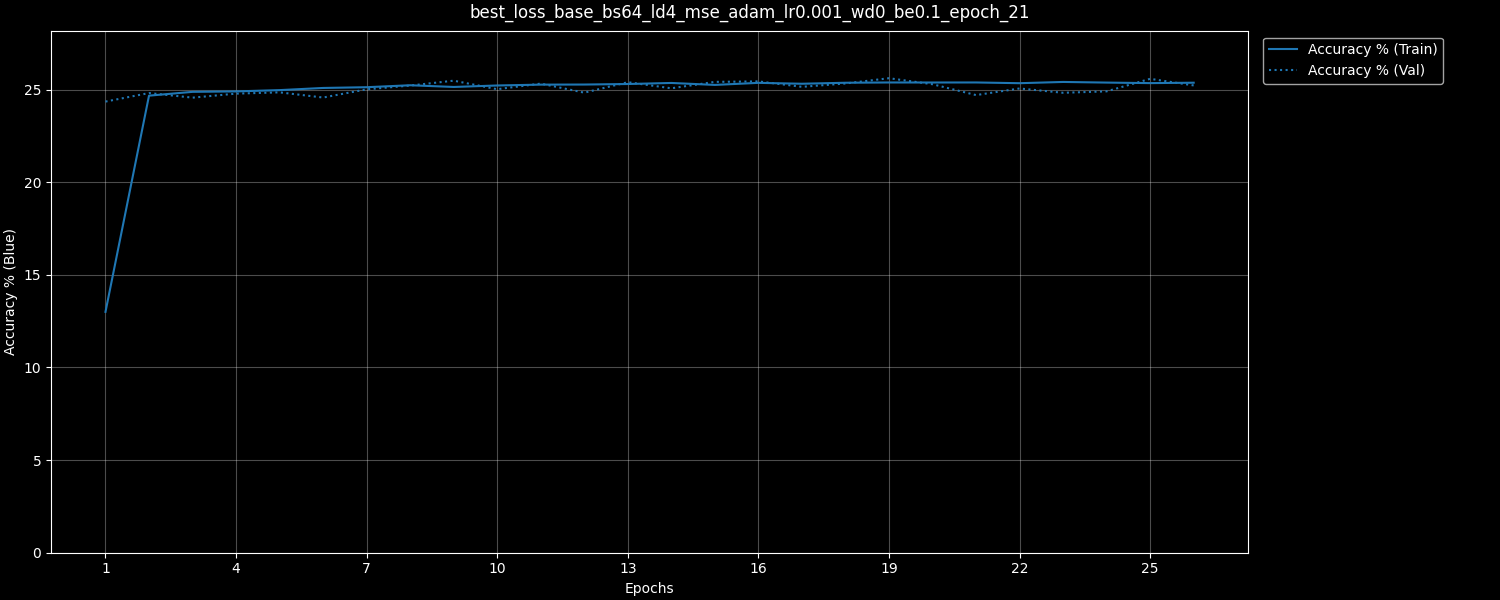 best_loss_base_bs64_ld4_mse_adam_lr0.001_wd0_be0.1_epoch_21
Accuracy % (Train)
Accuracy % (Val)
Accuracy % (Blue)
25
20
15
10
5
0
1 4 7 10 13 16 19 22 25
Epochs